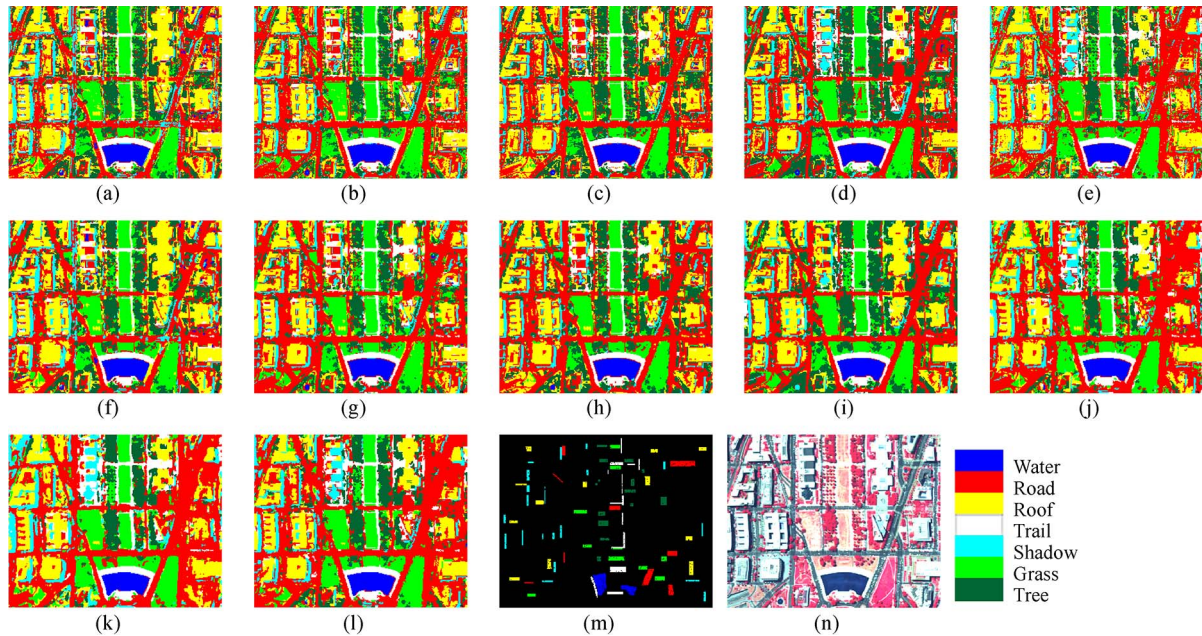 (a) (b) (c) (d) (e)
(f) (g) (h) (i) (j)
Water
Road
Roof
Trail
Shadow
Grass
Tree
(k) (l) (m) (n)